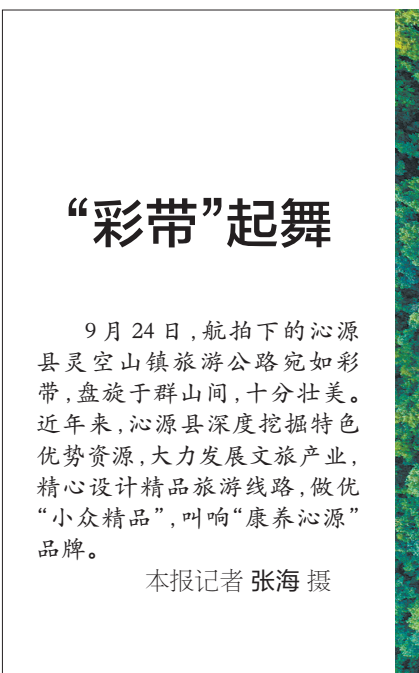 “彩带”起舞
9月24日,航拍下的沁源
县灵空山镇旅游公路宛如彩
带,盘旋于群山间,十分壮美。
近年来,沁源县深度挖掘特色
优势资源,大力发展文旅产业,
精心设计精品旅游线路,做优
“小众精品”,叫响“康养沁源”
品牌。
本报记者 张海 摄